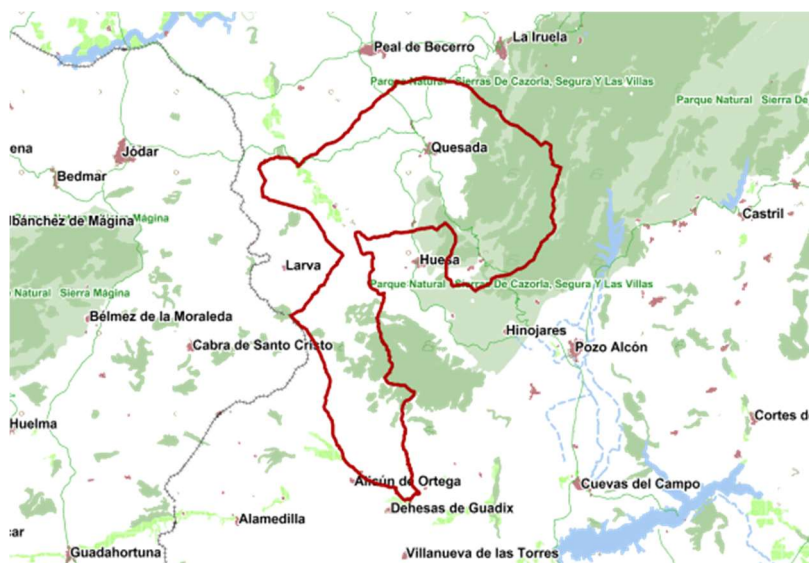 La Iruela
Peal de Becerro
Parque Natural Sierras De Cazorla, Segura Y Las Villas
Parque Natural Sierra De
ena
Jódar
Quesada
Bedmar
Castril
lbánchez de Mágina
Natural Sierra Mágina
Larva
Huesa
Parque Natural Sierras De Cazorla, Segura Y Las Villas
Natural Sierra Mágina
Bélmez de la Moraleda
Hinojares
Cabra de Santo Cristo
Pozo Alcón
Cortes d
Huelma
Alicún de Ortega
Cuevas del Campo
Dehesas de Guadix
Alamedilla
car
Guadahortuna
Villanueva de las Torres